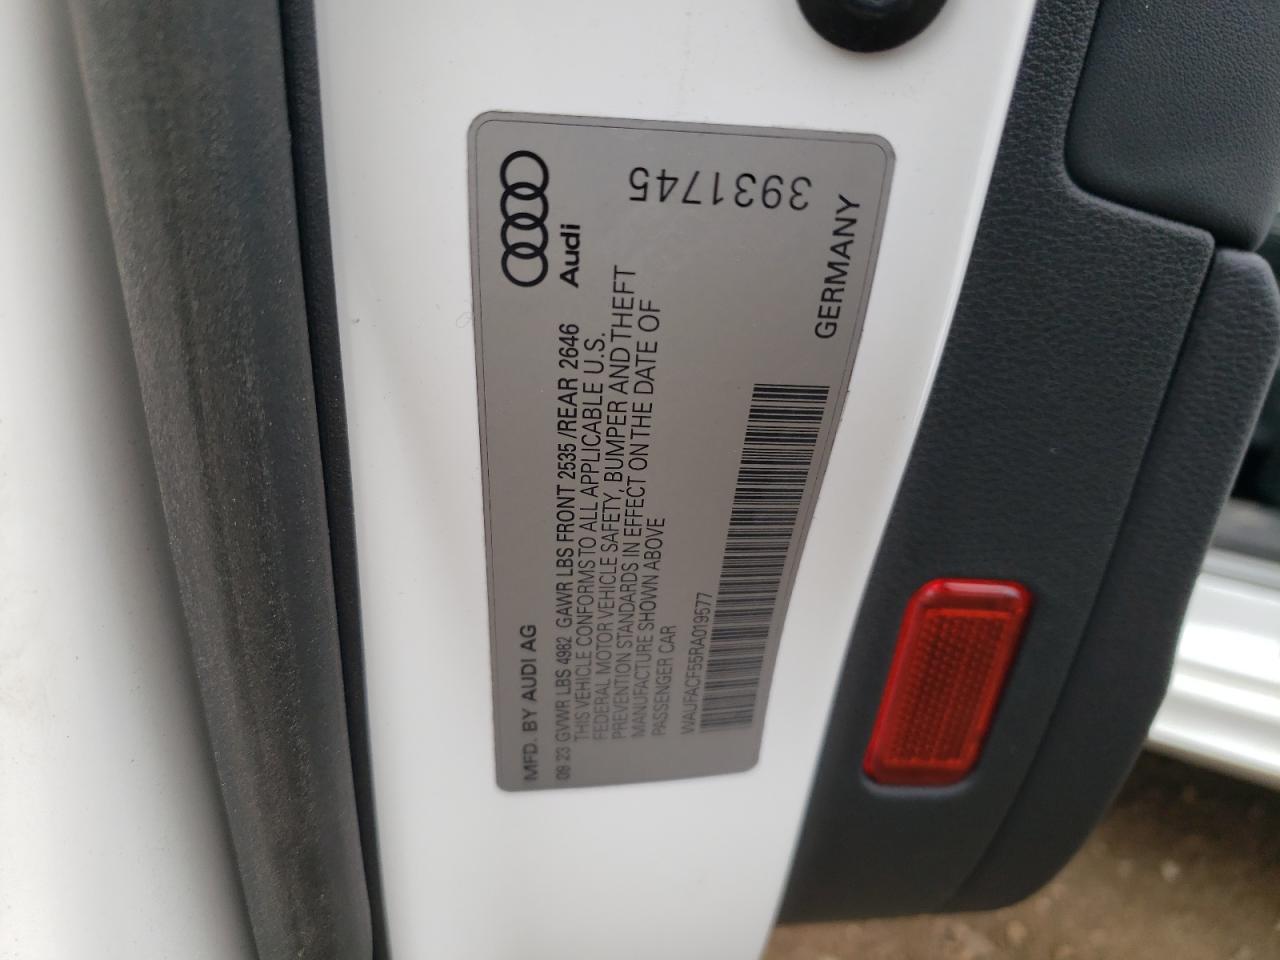 Audi
3931745
MFD. BY AUDI AG
09 23 GVWR LBS 4982 GAWR LBS FRONT 2535 /REAR 2646
THIS VEHICLE CONFORMS TO ALL APPLICABLE U.S.
FEDERAL MOTOR VEHICLE SAFETY, BUMPER AND THEFT
PREVENTION STANDARDS IN EFFECT ON THE DATE OF
MANUFACTURE SHOWN ABOVE
PASSENGER CAR
WAUFACF55RA019577
GERMANY